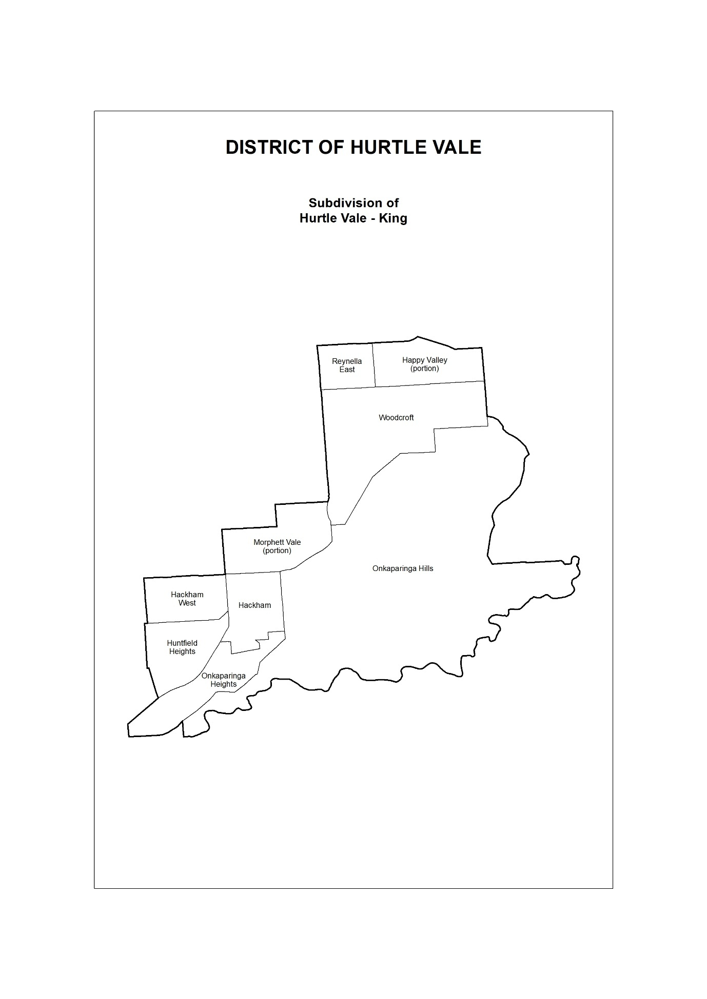 DISTRICT OF HURTLE VALE
Subdivision of
Hurtle Vale - King
Reynella
East
Happy Valley
(portion)
Woodcroft
Morphett Vale
(portion)
Onkaparinga Hills
Hackham
West
Hackham
Huntfield
Heights
Onkaparinga
Heights